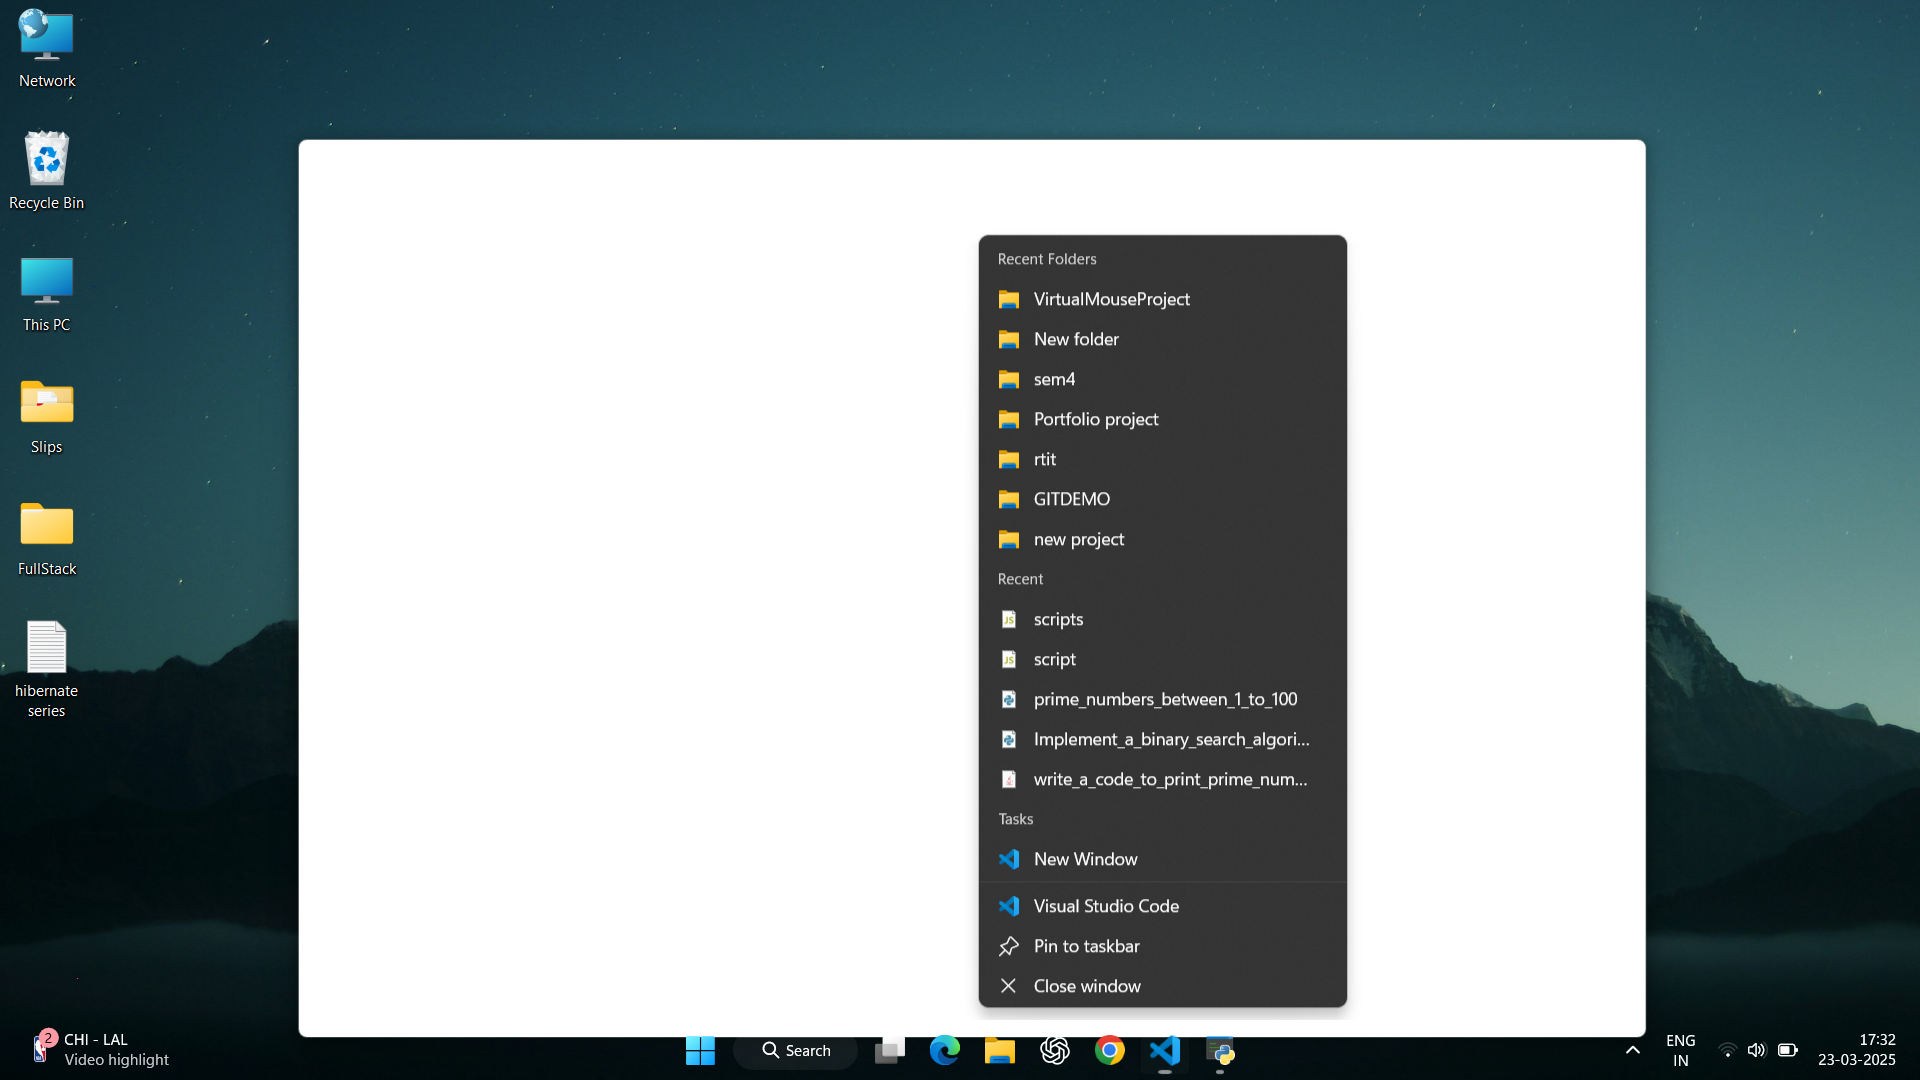 Network
Recycle Bin
This PC
Slips
FullStack
hibernate
series
Recent Folders
VirtualMouseProject
New folder
sem4
Portfolio project
rtit
GITDEMO
new project
Recent
scripts
script
prime_numbers_between_1_to_100
Implement_a_binary_search_algori...
write_a_code_to_print_prime_num...
Tasks
New Window
Visual Studio Code
Pin to taskbar
Close window
2
CHI - LAL
Video highlight
Search
ENG
IN
17:32
23-03-2025